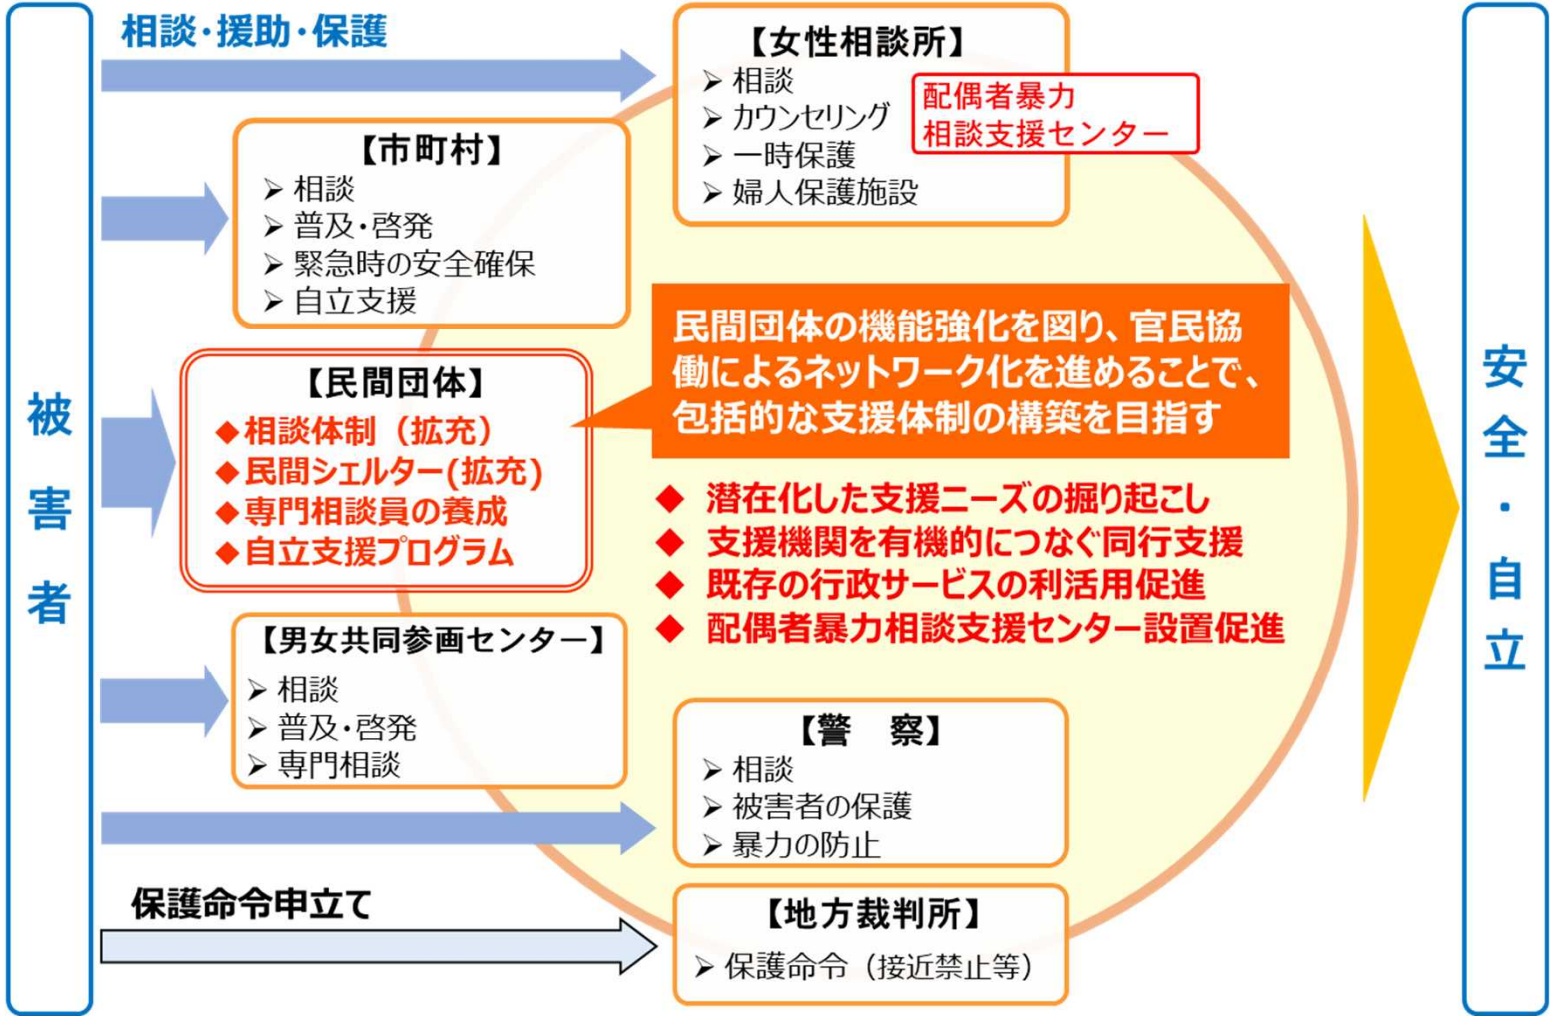 被害者
相談・援助・保護
【女性相談所】
➢ 相談
➢ カウンセリング
➢ 一時保護
➢ 婦人保護施設
配偶者暴力
相談支援センター
【市町村】
➢ 相談
➢ 普及・啓発
➢ 緊急時の安全確保
➢ 自立支援
【民間団体】
◆相談体制（拡充）
◆民間シェルター(拡充)
◆専門相談員の養成
◆自立支援プログラム
民間団体の機能強化を図り、官民協
働によるネットワーク化を進めることで、
包括的な支援体制の構築を目指す
◆ 潜在化した支援ニーズの掘り起こし
◆ 支援機関を有機的につなぐ同行支援
◆ 既存の行政サービスの利活用促進
◆ 配偶者暴力相談支援センター設置促進
【男女共同参画センター】
➢ 相談
➢ 普及・啓発
➢ 専門相談
【警　察】
➢ 相談
➢ 被害者の保護
➢ 暴力の防止
保護命令申立て
【地方裁判所】
➢ 保護命令（接近禁止等）
安全・自立